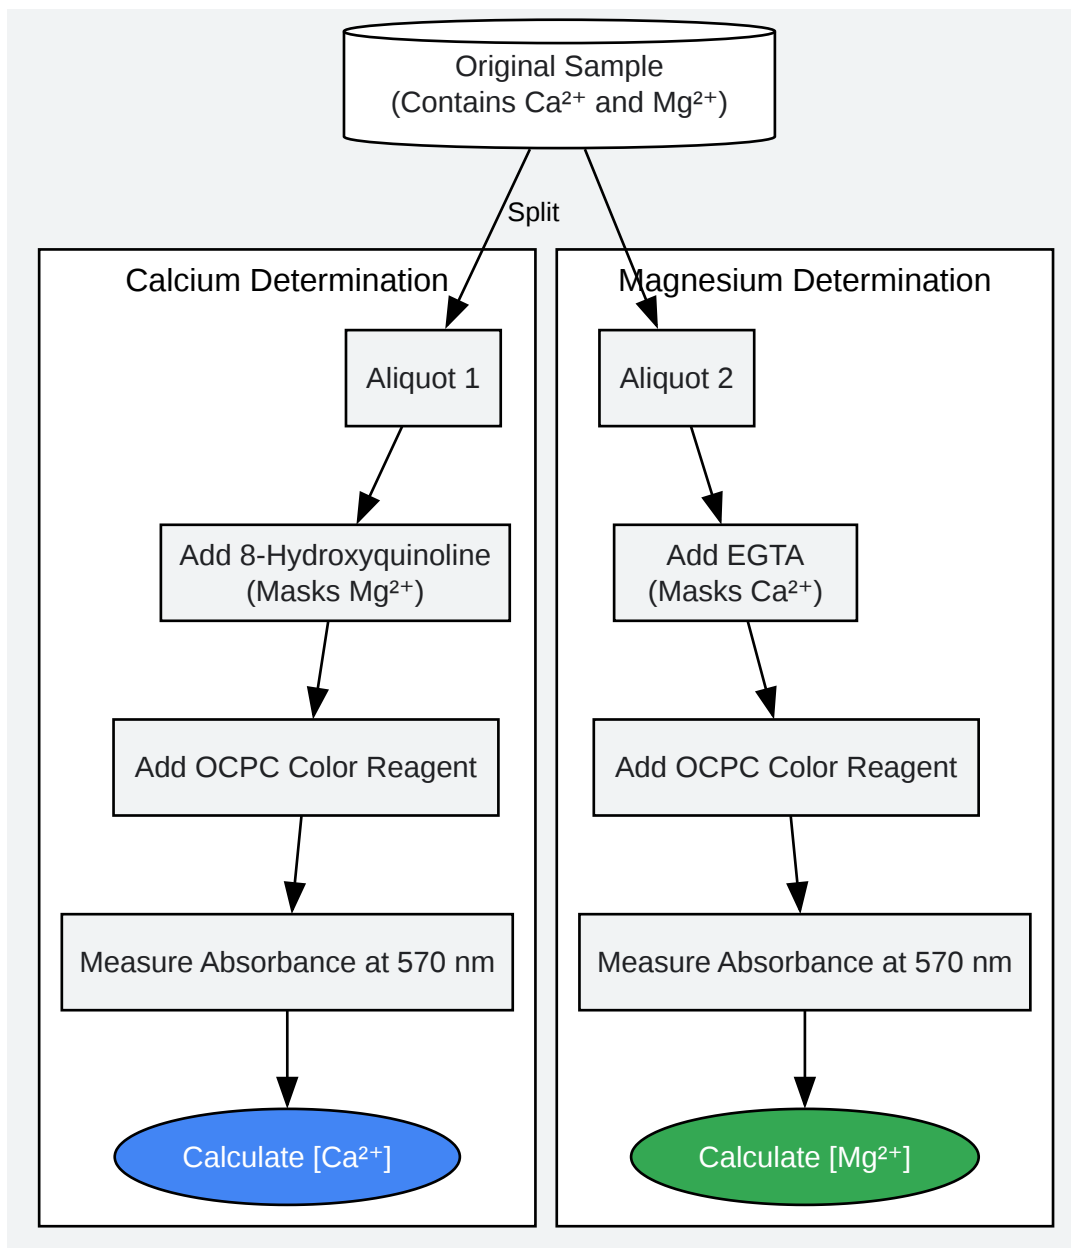 Original Sample
(Contains Ca²⁺ and Mg²⁺)
Split
Calcium Determination
Aliquot 1
Add 8-Hydroxyquinoline
(Masks Mg²⁺)
Add OCPC Color Reagent
Measure Absorbance at 570 nm
Calculate [Ca²⁺]
Magnesium Determination
Aliquot 2
Add EGTA
(Masks Ca²⁺)
Add OCPC Color Reagent
Measure Absorbance at 570 nm
Calculate [Mg²⁺]